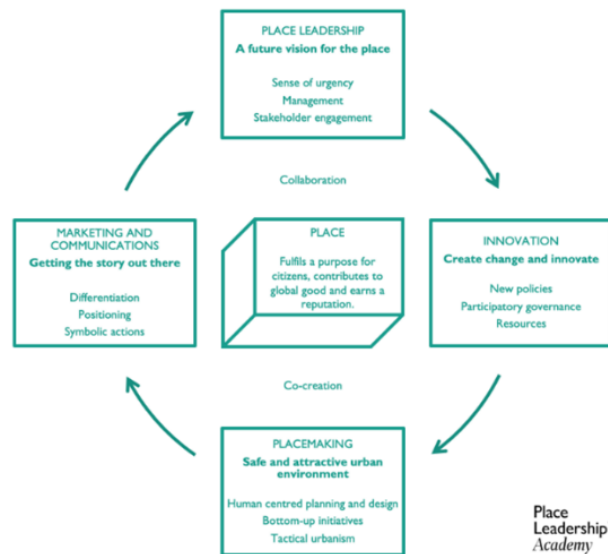 PLACE LEADERSHIP
A future vision for the place
Sense of urgency
Management
Stakeholder engagement
Collaboration
MARKETING AND
COMMUNICATIONS
Getting the story out there
Differentiation
Positioning
Symbolic actions
PLACE
Fulfils a purpose for
citizens, contributes to
global good and earns a
reputation.
INNOVATION
Create change and innovate
New policies
Participatory governance
Resources
Co-creation
PLACEMAKING
Safe and attractive urban
environment
Human centred planning and design
Bottom-up initiatives
Tactical urbanism
Place
Leadership
Academy